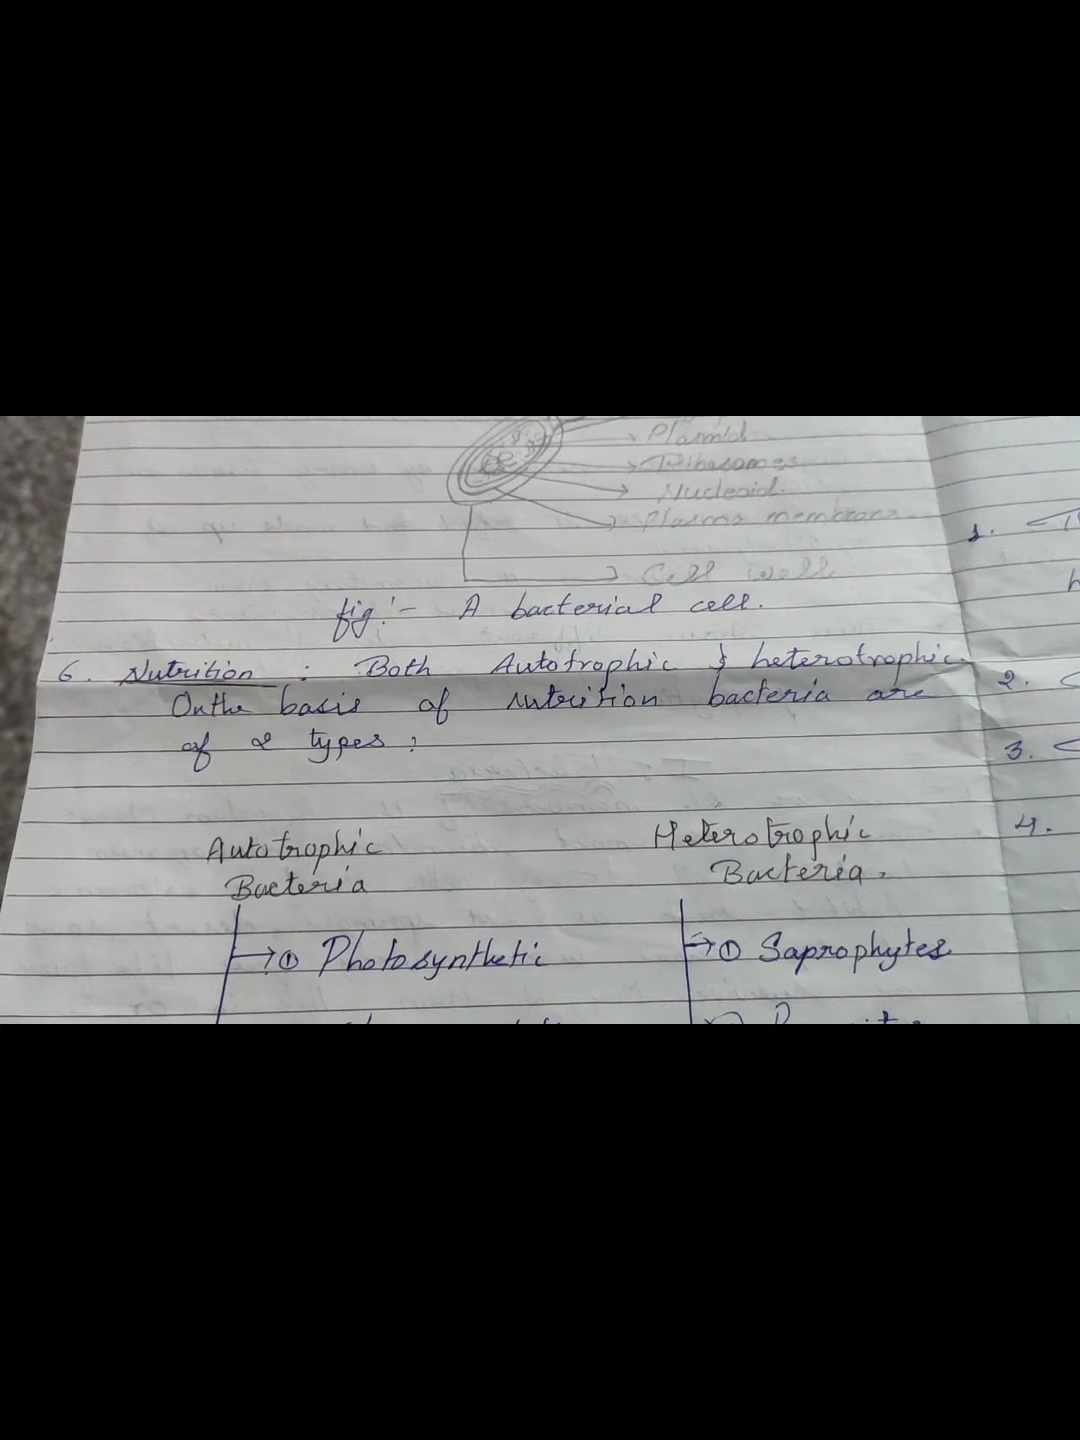 Plasmid
Ribosomes
Nucleoid
Plasma membrane
1.
Cell wall
fig:- A bacterial cell.
6. Nutrition : Both Autotrophic & heterotrophic.
On the basis of nutrition bacteria are
2.
of 2 types :
3.
Autotrophic
Bacteria
Heterotrophic
Bacteria.
4.
→① Photosynthetic
→① Saprophytes